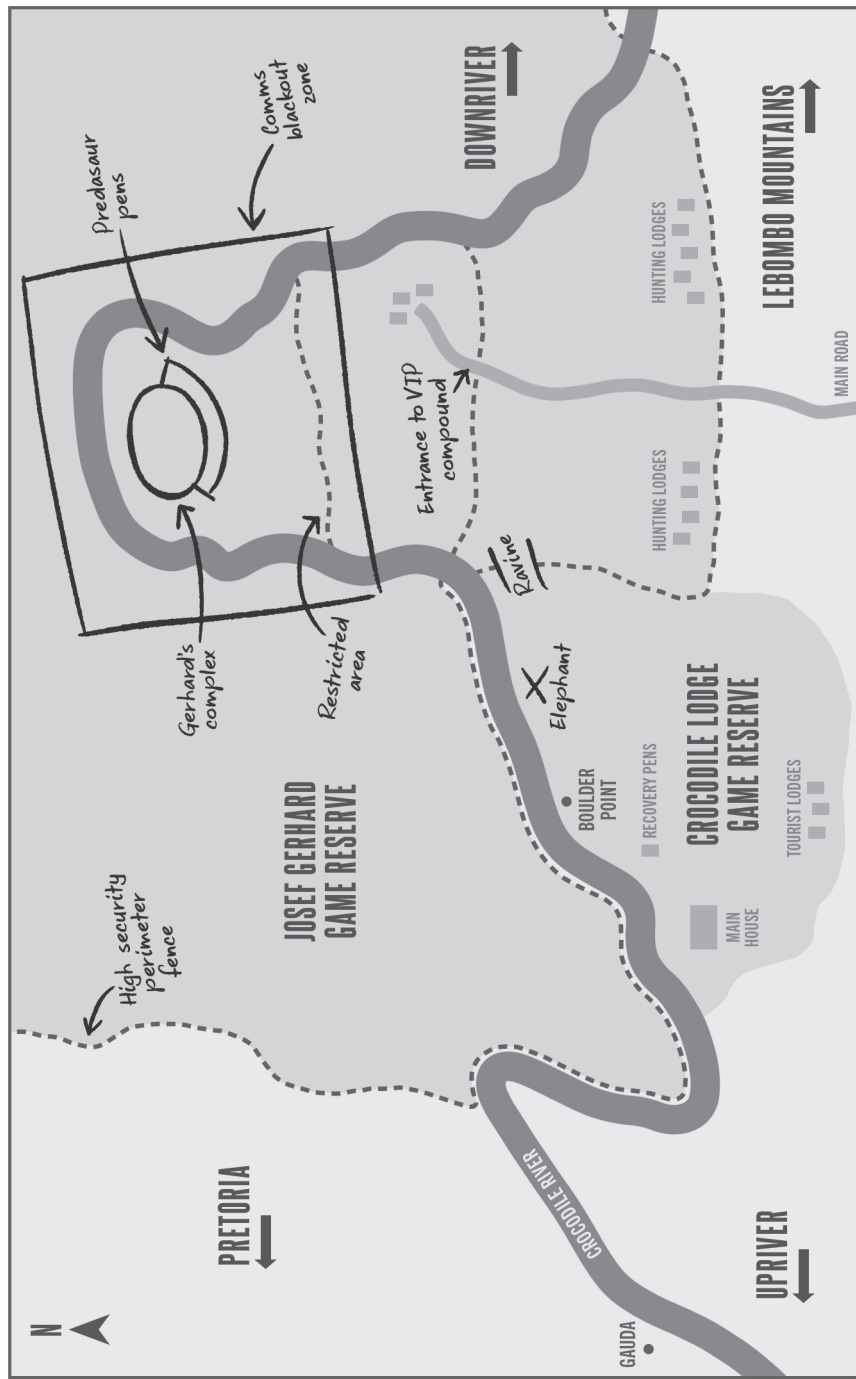 N
PRETORIA
High security
perimeter
fence
JOSEF GERHARD
GAME RESERVE
Gerhard's
complex
Restricted
area
Predasaur
pens
Comms
blackout
zone
Entrance to VIP
compound
DOWNRIVER
Ravine
Elephant
BOULDER
POINT
RECOVERY PENS
CROCODILE LODGE
GAME RESERVE
MAIN
HOUSE
TOURIST LODGES
HUNTING LODGES
HUNTING LODGES
LEBOMBO MOUNTAINS
MAIN ROAD
CROCODILE RIVER
GAUDA
UPRIVER